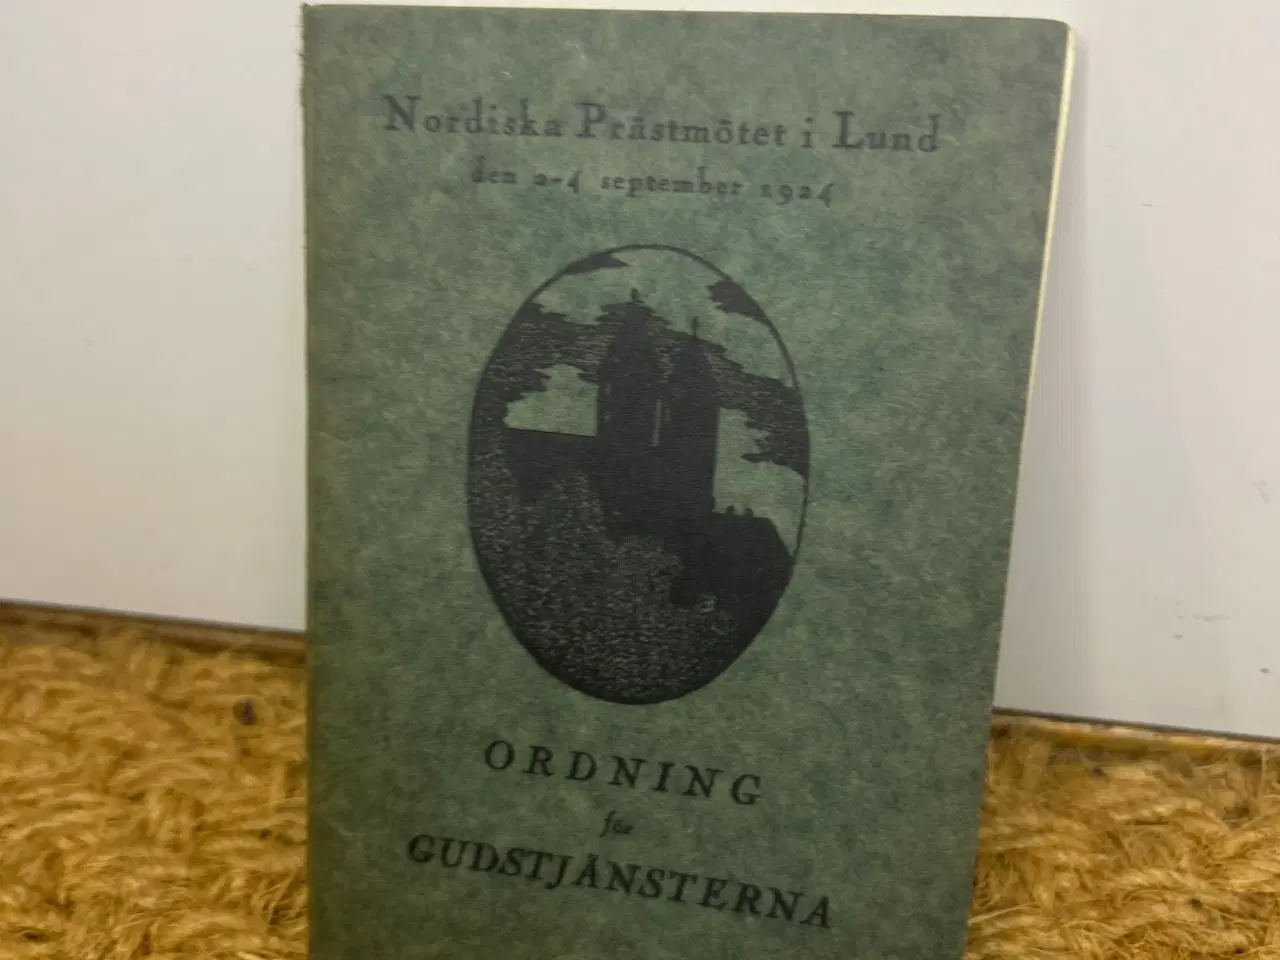 Nordiska Prästmötet i Lund
den 2-4 september 1924
ORDNING
för
GUDSTJÄNSTERNA